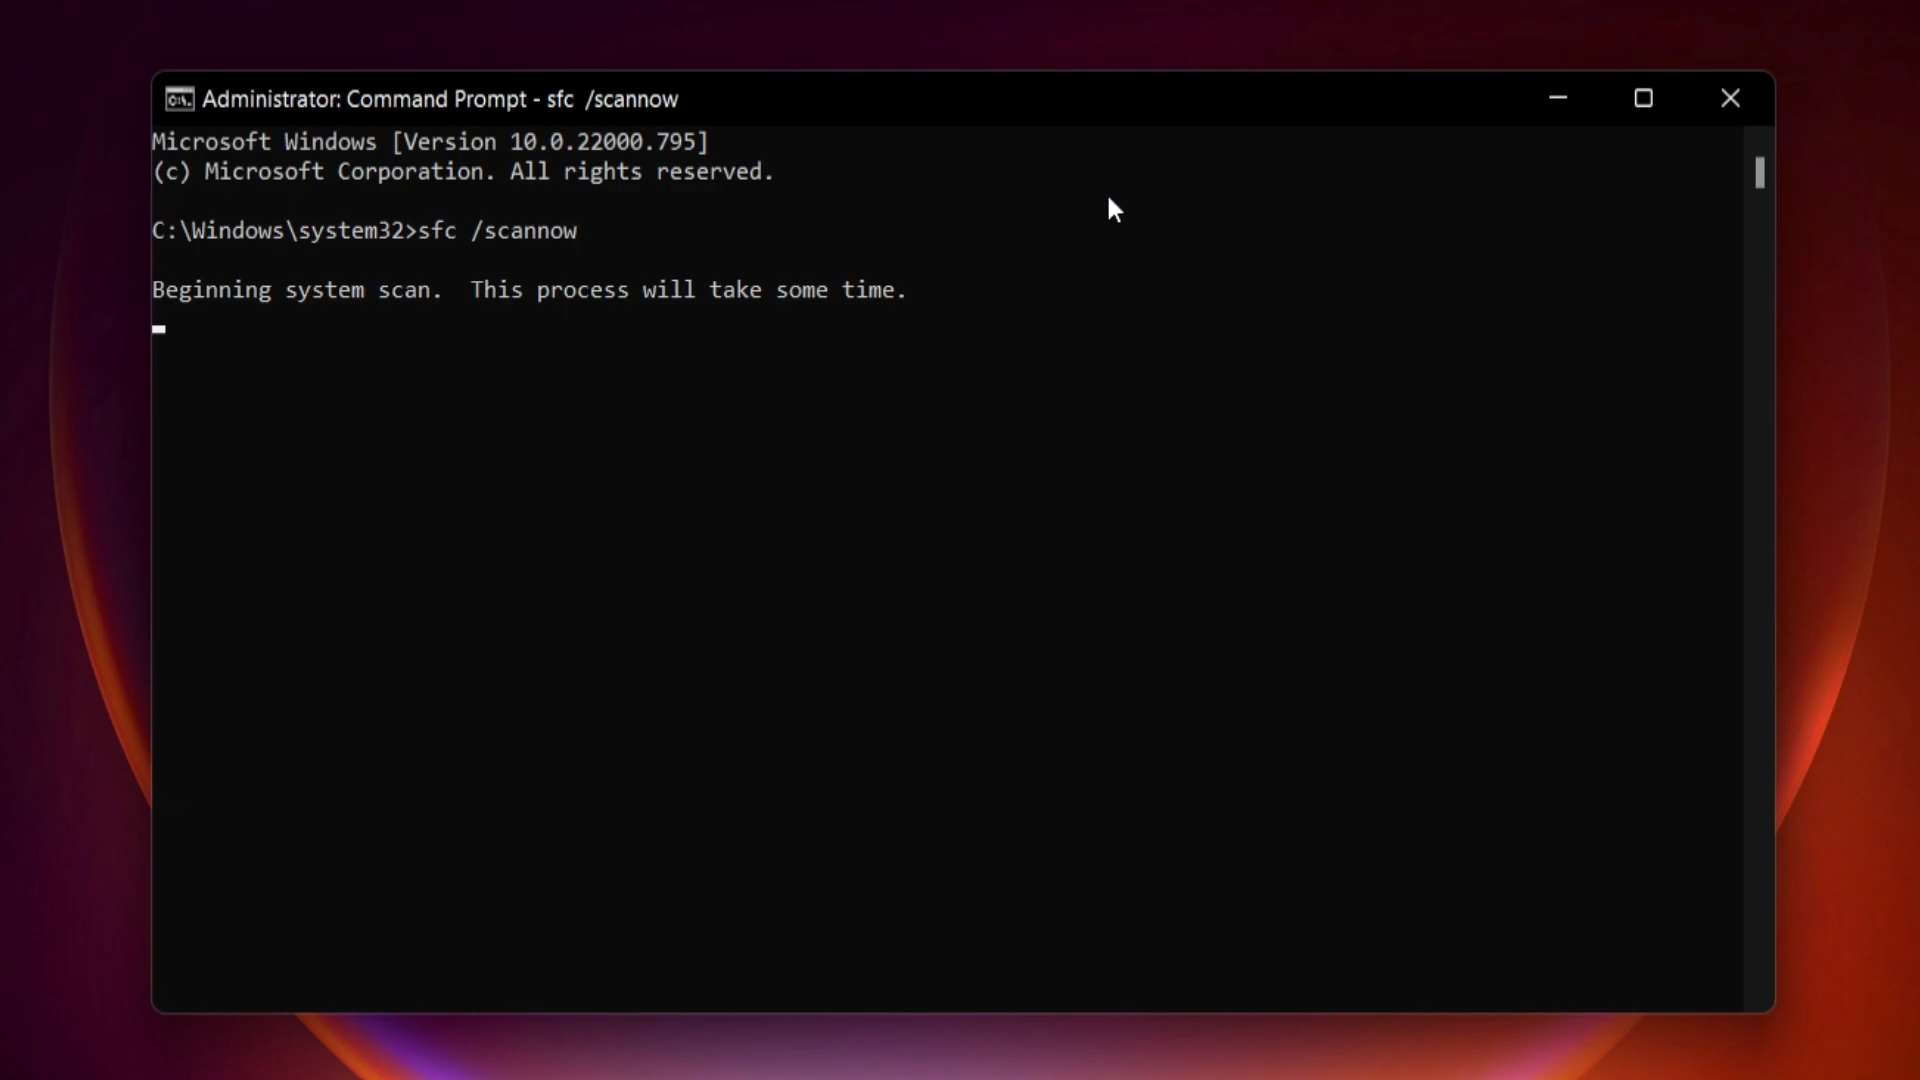 Administrator: Command Prompt - sfc  /scannow
Microsoft Windows [Version 10.0.22000.795]
(c) Microsoft Corporation. All rights reserved.
C:\Windows\system32>sfc /scannow
Beginning system scan.  This process will take some time.